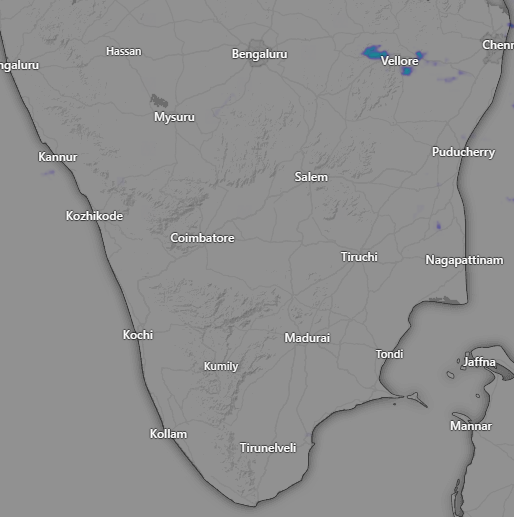 Hassan
Bengaluru
Chenn
ngaluru
Vellore
Mysuru
Kannur
Puducherry
Salem
Kozhikode
Coimbatore
Tiruchi
Nagapattinam
Kochi
Madurai
Tondi
Jaffna
Kumily
Mannar
Kollam
Tirunelveli